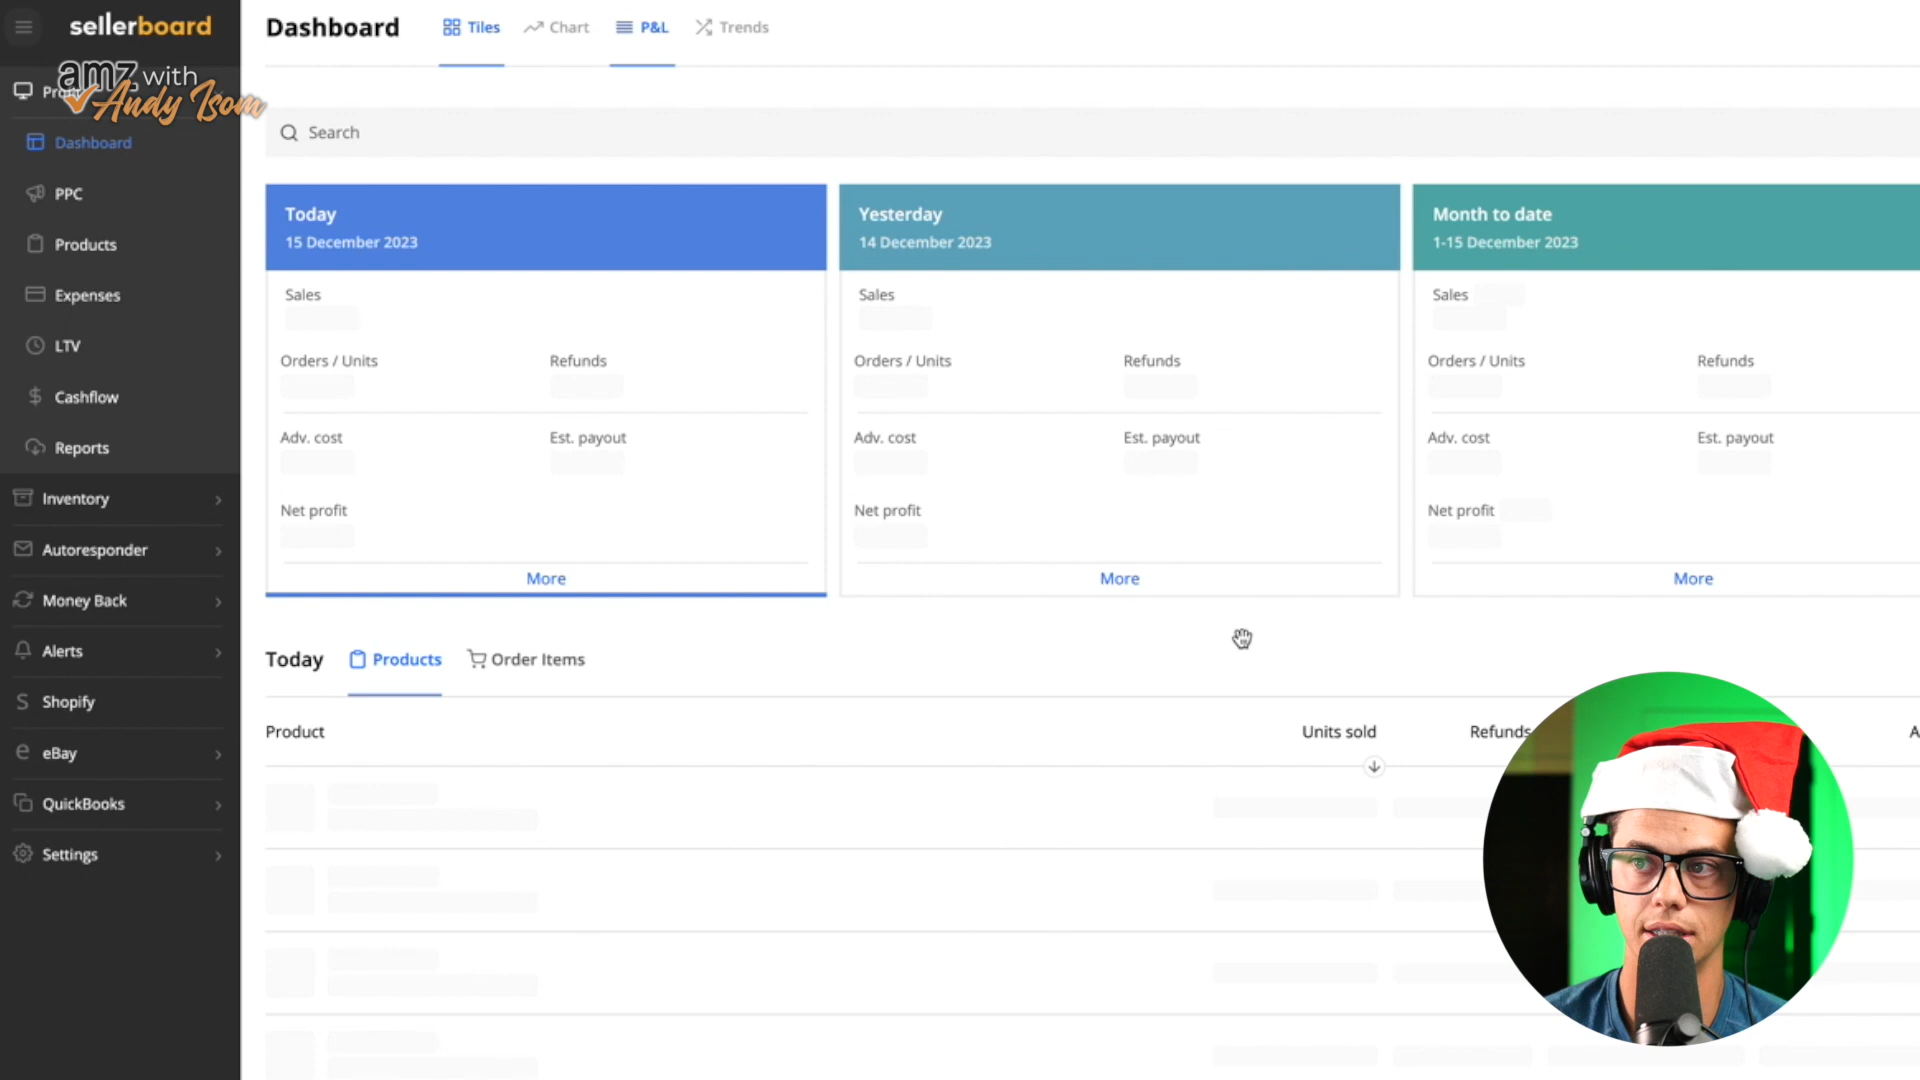 sellerboard
amz with
Andy Isom
Dashboard
Tiles
Chart
P&L
Trends
Search
Dashboard
PPC
Products
Expenses
LTV
Cashflow
Reports
Inventory
Autoresponder
Money Back
Alerts
Shopify
eBay
QuickBooks
Settings
Today
15 December 2023
Sales
Orders / Units
Refunds
Adv. cost
Est. payout
Net profit
More
Yesterday
14 December 2023
Sales
Orders / Units
Refunds
Adv. cost
Est. payout
Net profit
More
Month to date
1-15 December 2023
Sales
Orders / Units
Refunds
Adv. cost
Est. payout
Net profit
More
Today
Products
Order Items
Product
Units sold
Refunds